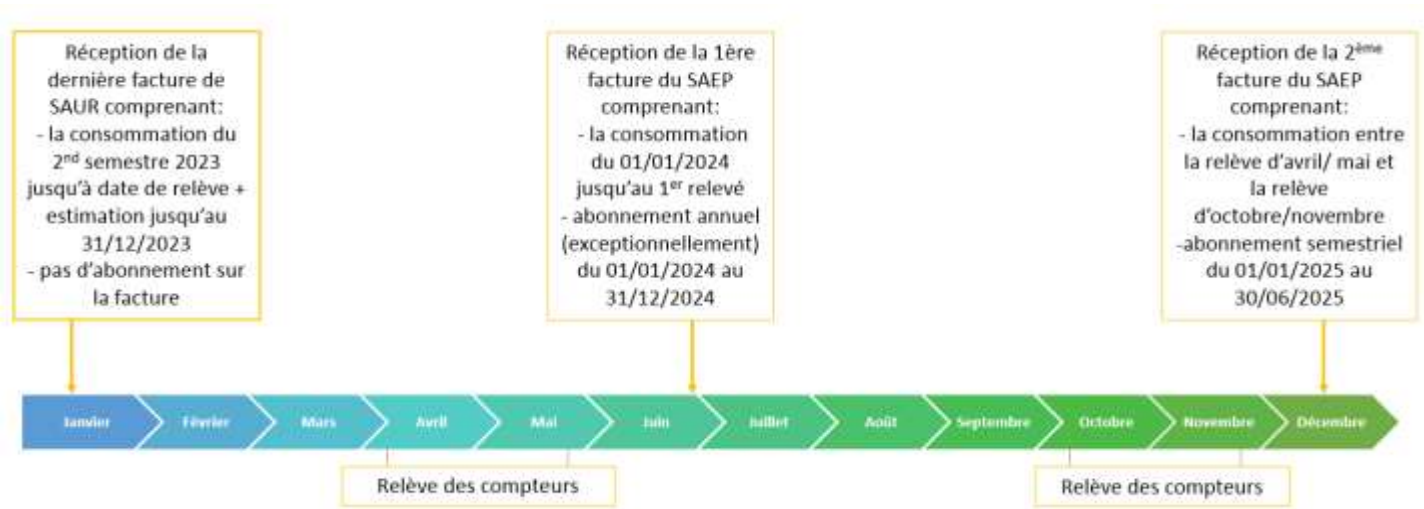 Réception de la
dernière facture de
SAUR comprenant:
- la consommation du
2nd semestre 2023
jusqu'à date de relève +
estimation jusqu'au
31/12/2023
- pas d'abonnement sur
la facture
Réception de la 1ère
facture du SAEP
comprenant:
- la consommation
du 01/01/2024
jusqu'au 1er relevé
- abonnement annuel
(exceptionnellement)
du 01/01/2024 au
31/12/2024
Réception de la 2ème
facture du SAEP
comprenant:
- la consommation entre
la relève d'avril/ mai et
la relève
d'octobre/novembre
-abonnement semestriel
du 01/01/2025 au
30/06/2025
Janvier
Février
Mars
Avril
Mai
Juin
Juillet
Août
Septembre
Octobre
Novembre
Décembre
Relève des compteurs
Relève des compteurs